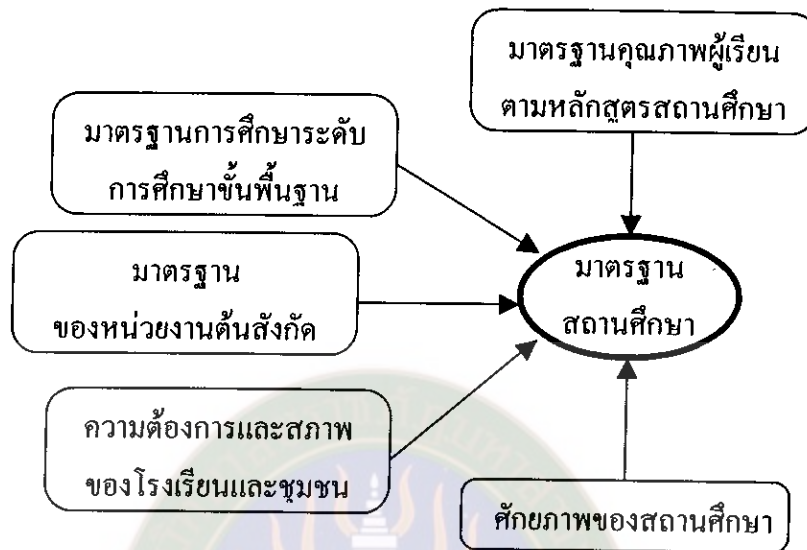 มาตรฐานคุณภาพผู้เรียน
ตามหลักสูตรสถานศึกษา
มาตรฐานการศึกษาระดับ
การศึกษาขั้นพื้นฐาน
มาตรฐาน
ของหน่วยงานต้นสังกัด
มาตรฐาน
สถานศึกษา
ความต้องการและสภาพ
ของโรงเรียนและชุมชน
ศักยภาพของสถานศึกษา